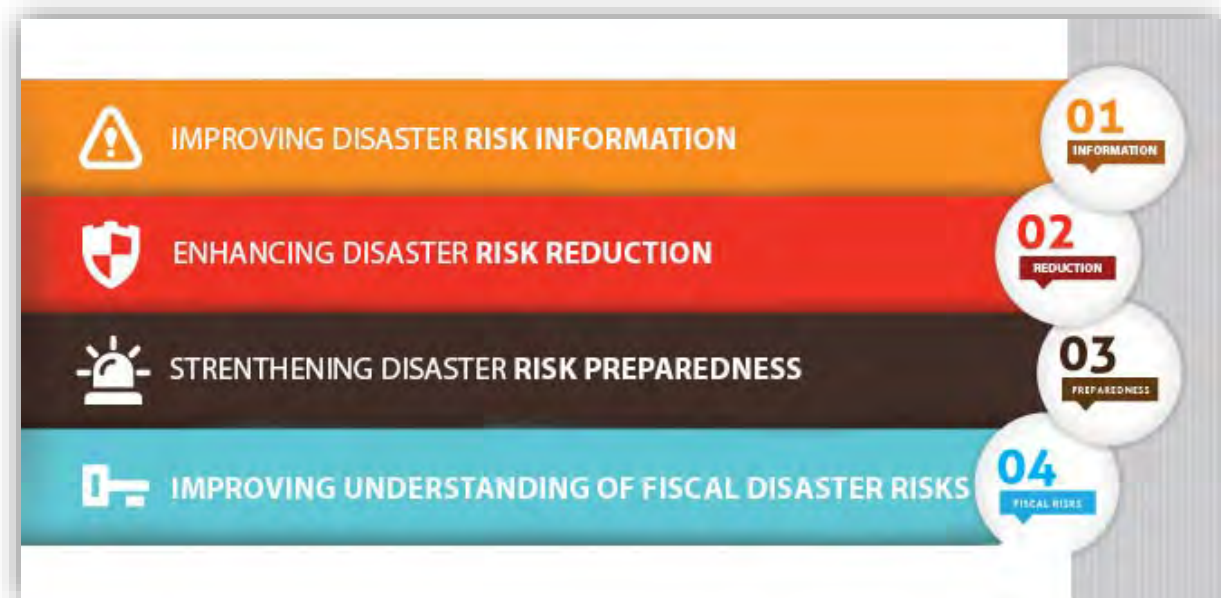 IMPROVING DISASTER RISK INFORMATION
01
INFORMATION
ENHANCING DISASTER RISK REDUCTION
02
REDUCTION
STRENTHENING DISASTER RISK PREPAREDNESS
03
PREPAREDNESS
IMPROVING UNDERSTANDING OF FISCAL DISASTER RISKS
04
FISCAL RISKS